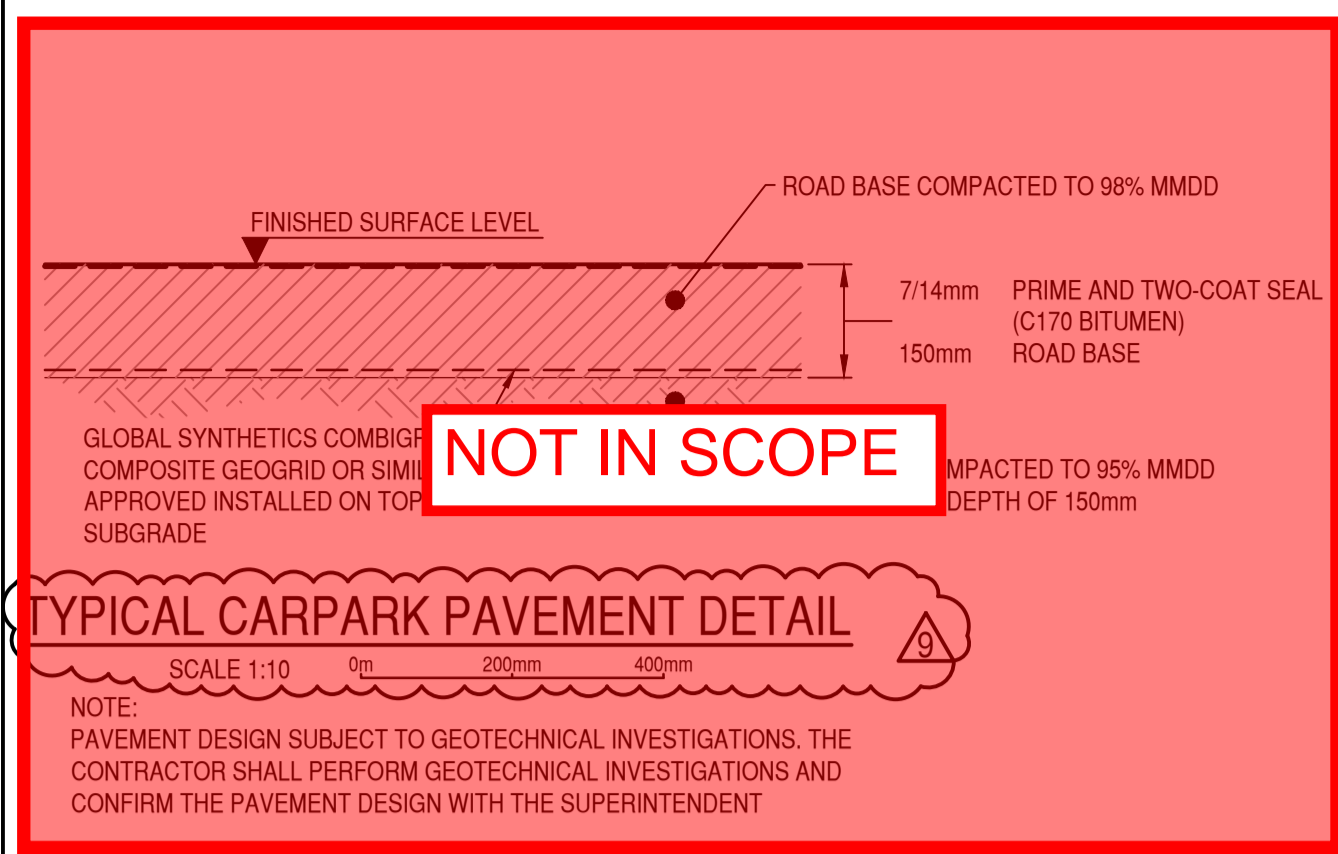 ROAD BASE COMPACTED TO 98% MMDD
FINISHED SURFACE LEVEL
7/14mm PRIME AND TWO-COAT SEAL
(C170 BITUMEN)
150mm ROAD BASE
GLOBAL SYNTHETICS
COMPOSITE GEOGRID OR
APPROVED INSTALLED ON TOP
SUBGRADE
NOT IN SCOPE
TO 95% MMDD
DEPTH OF 150mm
TYPICAL CARPARK PAVEMENT DETAIL
9
SCALE 1:10 0m 200mm 400mm
NOTE:
PAVEMENT DESIGN SUBJECT TO GEOTECHNICAL INVESTIGATIONS. THE
CONTRACTOR SHALL PERFORM GEOTECHNICAL INVESTIGATIONS AND
CONFIRM THE PAVEMENT DESIGN WITH THE SUPERINTENDENT